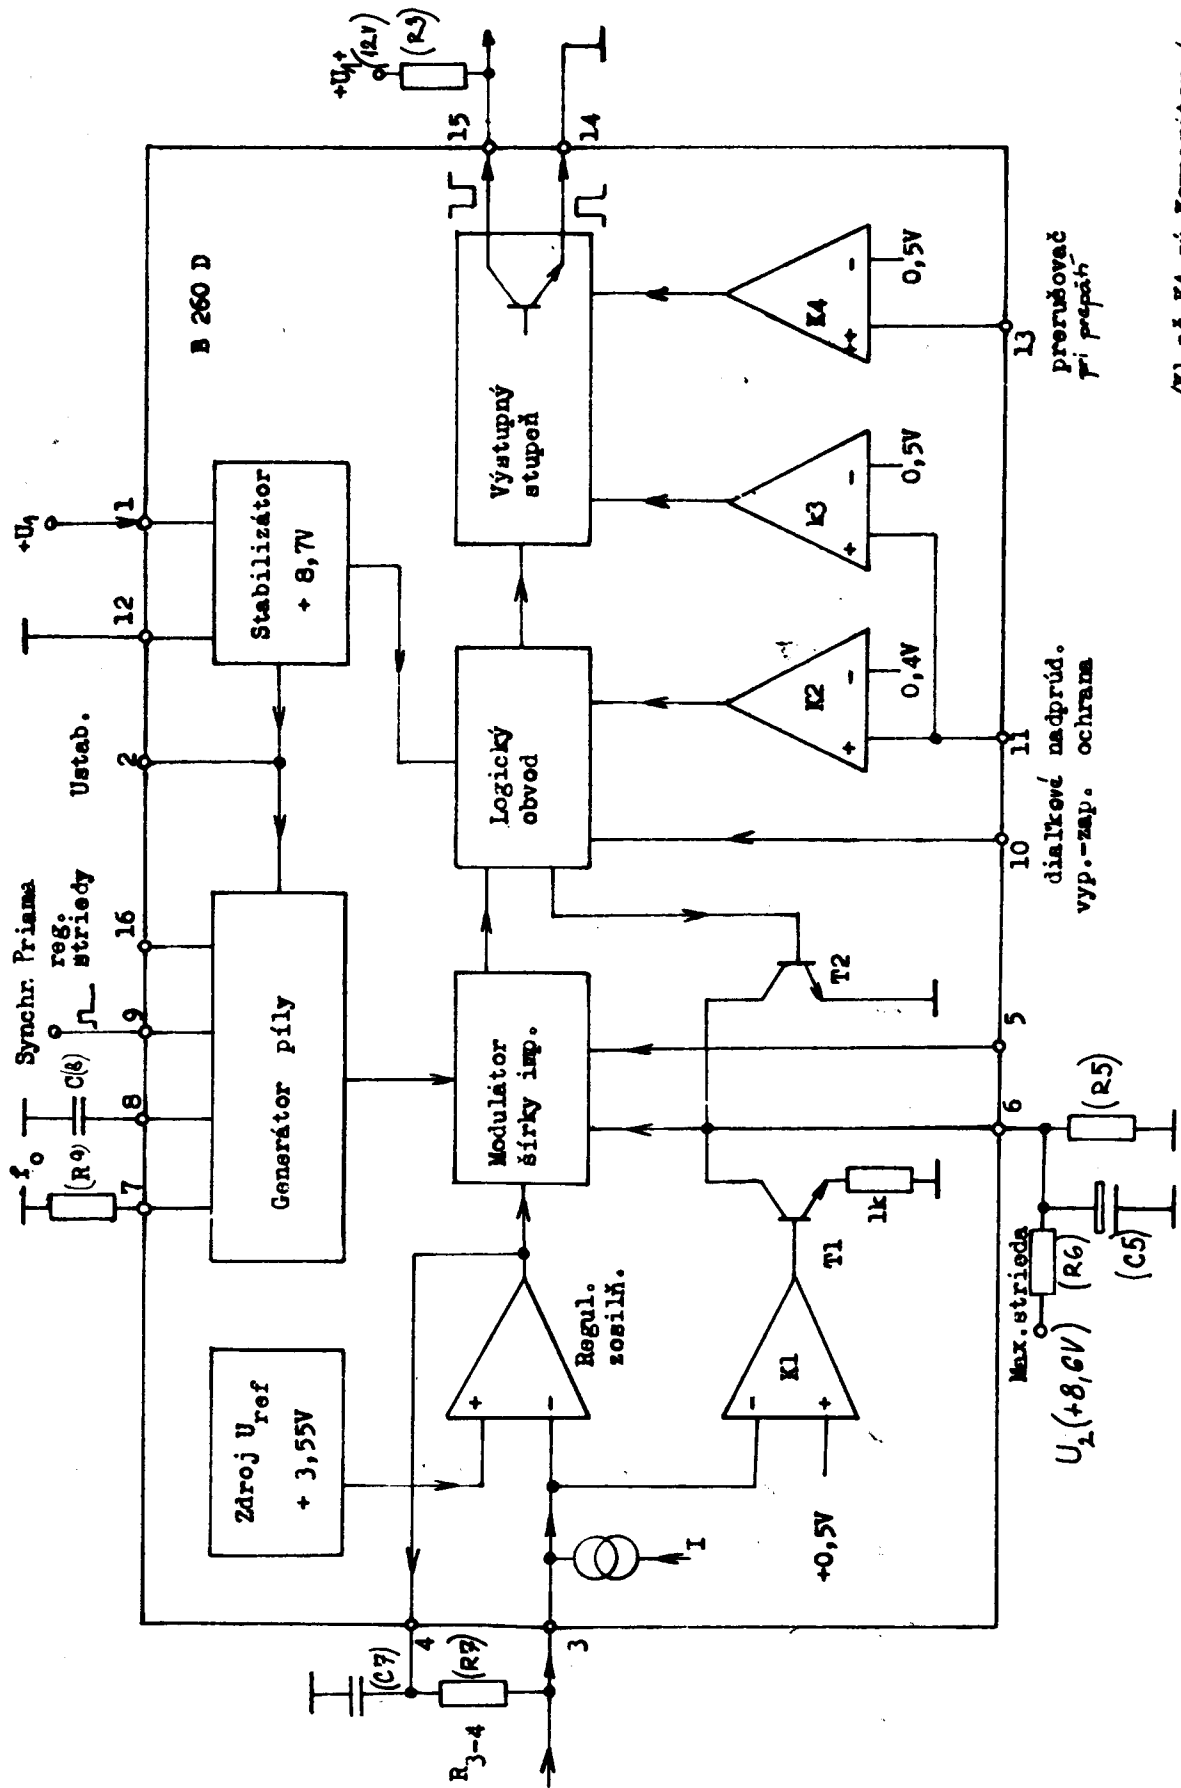 B 260 D
+U1
1
12
Ustab.
2
Synchr.
Priama
reg.
striedy
16
9
C(8)
8
f₀
(R9)
7
+U1+
(12V)
(R3)
15
14
Stabilizátor
+ 8,7V
Generátor píly
Zdroj U ref
+ 3,55V
Výstupný
stupeň
Logický
obvod
Modulátor
šírky imp.
Regul.
zosilň.
+
-
K1
-
+
+0,5V
I
T1
1k
T2
K2
+
-
0,4V
K3
+
-
0,5V
K4
++
-
0,5V
4
3
(C7)
(R7)
R3-4
13
prerušovač
pri prepätí
11
10
diaľkové nadprúd.
vyp.-zap. ochrana
5
6
(R5)
Max.strieda
(R6)
(C5)
U2(+8,6V)